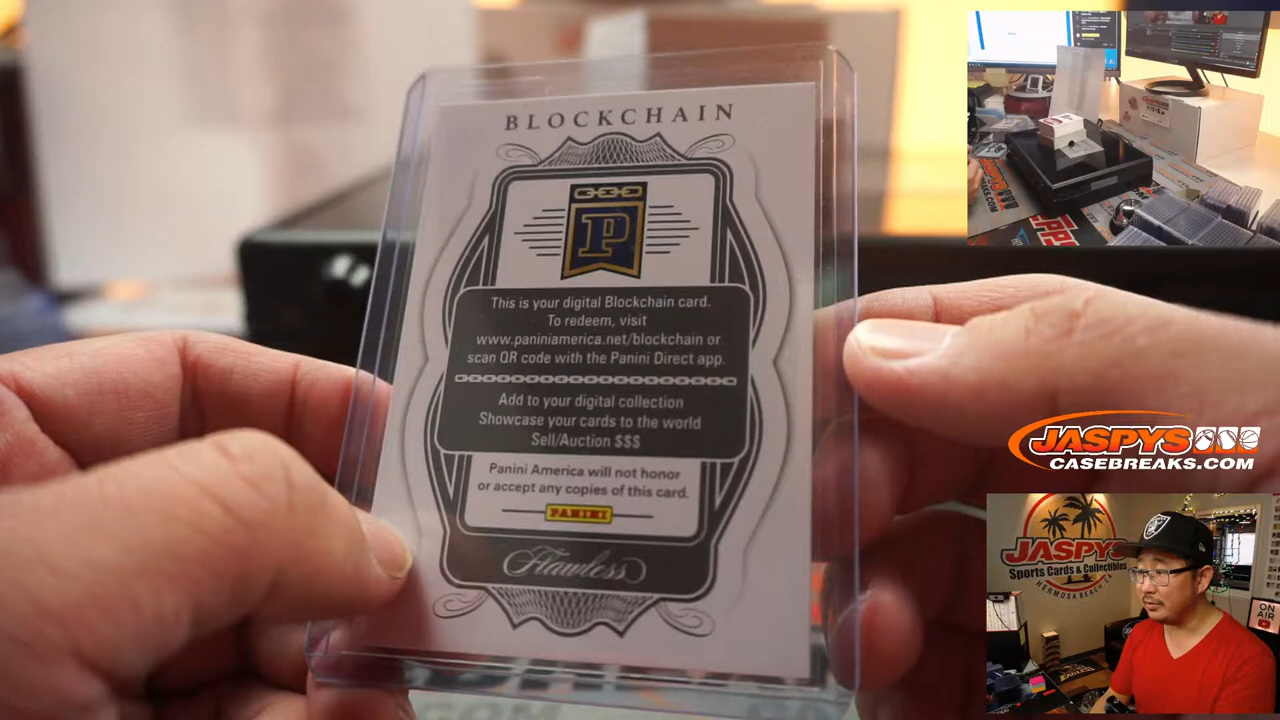 BLOCKCHAIN
P
This is your digital Blockchain card.
To redeem, visit
www.paniniamerica.net/blockchain or
scan QR code with the Panini Direct app.
Add to your digital collection
Showcase your cards to the world
Sell/Auction $$$
Panini America will not honor
or accept any copies of this card.
PANINI
Flawless
JASPYS
CASEBREAKS.COM
JASPYS
Sports Cards & Collectibles
HERMOSA BEACH, CA
ON
AIR